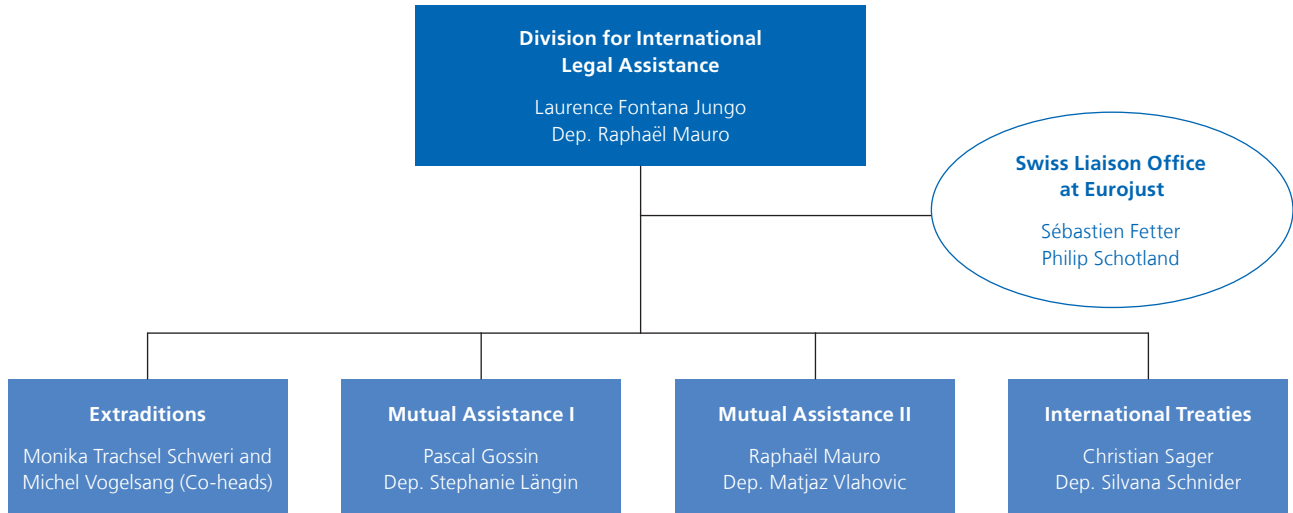 Division for International
Legal Assistance
Laurence Fontana Jungo
Dep. Raphaël Mauro
Swiss Liaison Office
at Eurojust
Sébastien Fetter
Philip Schotland
Extraditions
Monika Trachsel Schweri and
Michel Vogelsang (Co-heads)
Mutual Assistance I
Pascal Gossin
Dep. Stephanie Längin
Mutual Assistance II
Raphaël Mauro
Dep. Matjaz Vlahovic
International Treaties
Christian Sager
Dep. Silvana Schnider